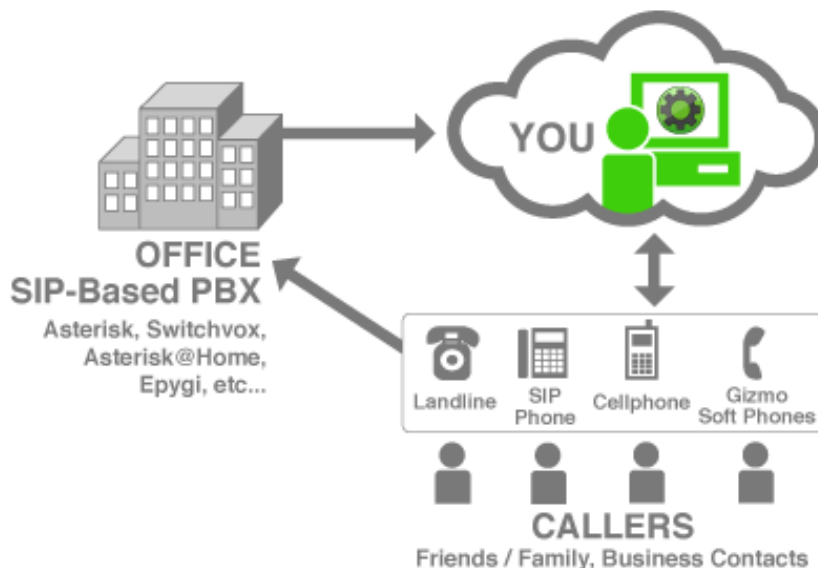 YOU
OFFICE
SIP-Based PBX
Asterisk, Switchvox,
Asterisk@Home,
Epygi, etc...
Landline
SIP
Phone
Cellphone
Gizmo
Soft Phones
CALLERS
Friends / Family, Business Contacts